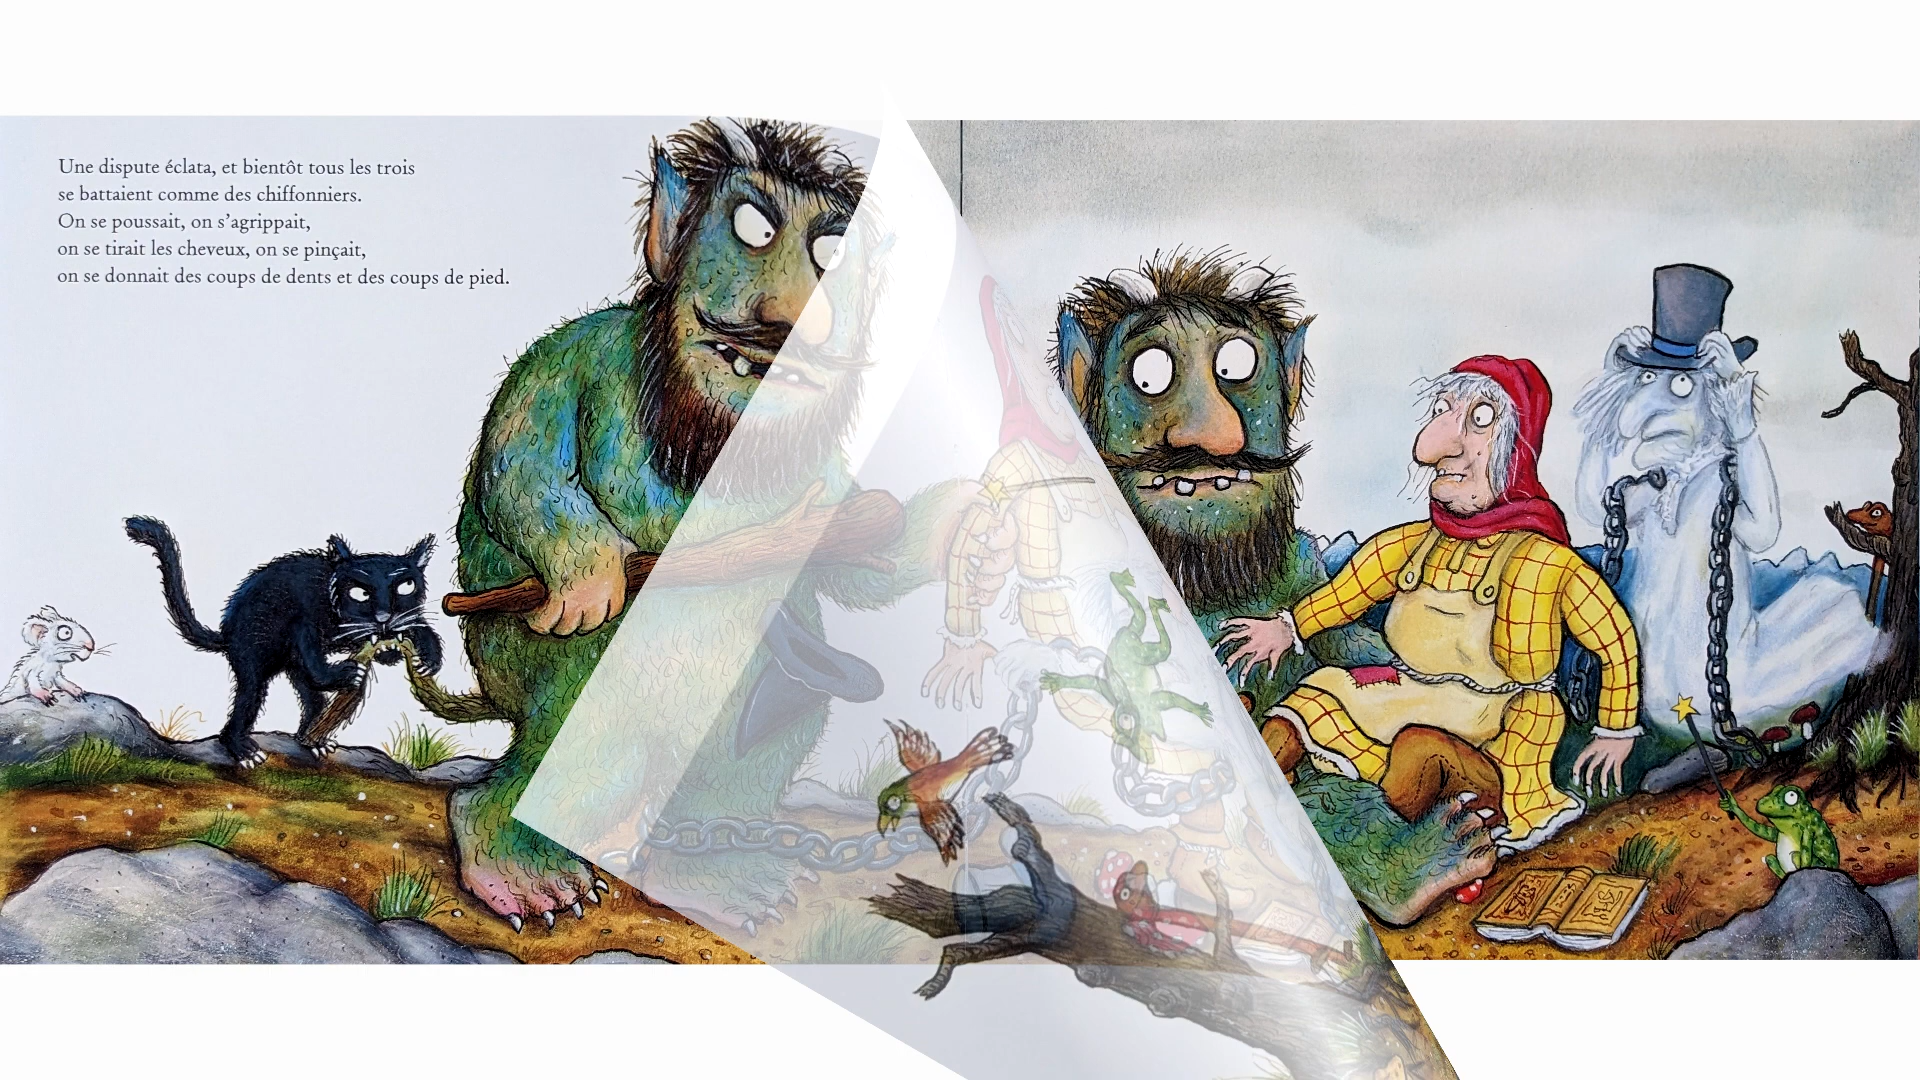 Une dispute éclata, et bientôt tous les trois
se battaient comme des chiffonniers.
On se poussait, on s’agrippait,
on se tirait les cheveux, on se pinçait,
on se donnait des coups de dents et des coups de pied.